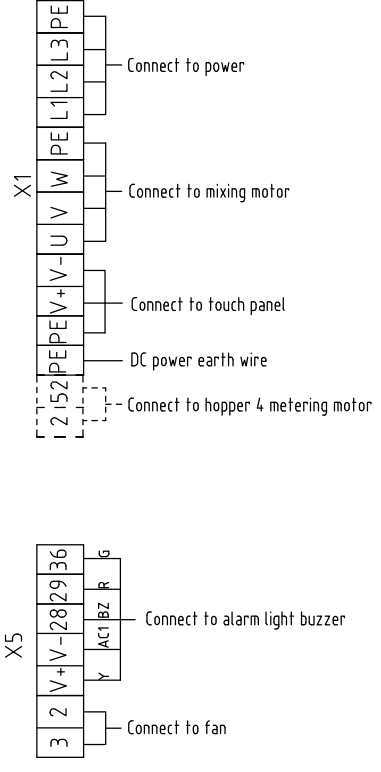 X1
PE
L3
L2
L1
Connect to power
PE
W
V
U
Connect to mixing motor
V-
V+
PE
Connect to touch panel
PE
DC power earth wire
152
2
Connect to hopper 4 metering motor
X5
36
G
29
R
28
BZ
V-
AC1
V+
Y
Connect to alarm light buzzer
2
3
Connect to fan